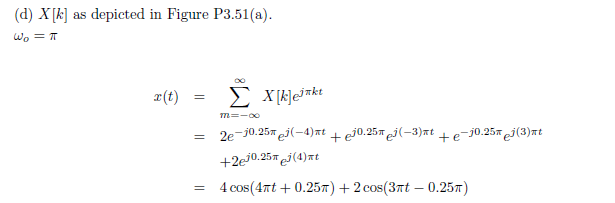 (d) X[k] as depicted in Figure P3.51(a).
ω₀ = π
x(t) = ∑_{m=−∞}^{∞} X[k]e^{jπkt}
= 2e^{−j0.25π}e^{j(−4)πt} + e^{j0.25π}e^{j(−3)πt} + e^{−j0.25π}e^{j(3)πt}
+2e^{j0.25π}e^{j(4)πt}
= 4 cos(4πt + 0.25π) + 2 cos(3πt − 0.25π)